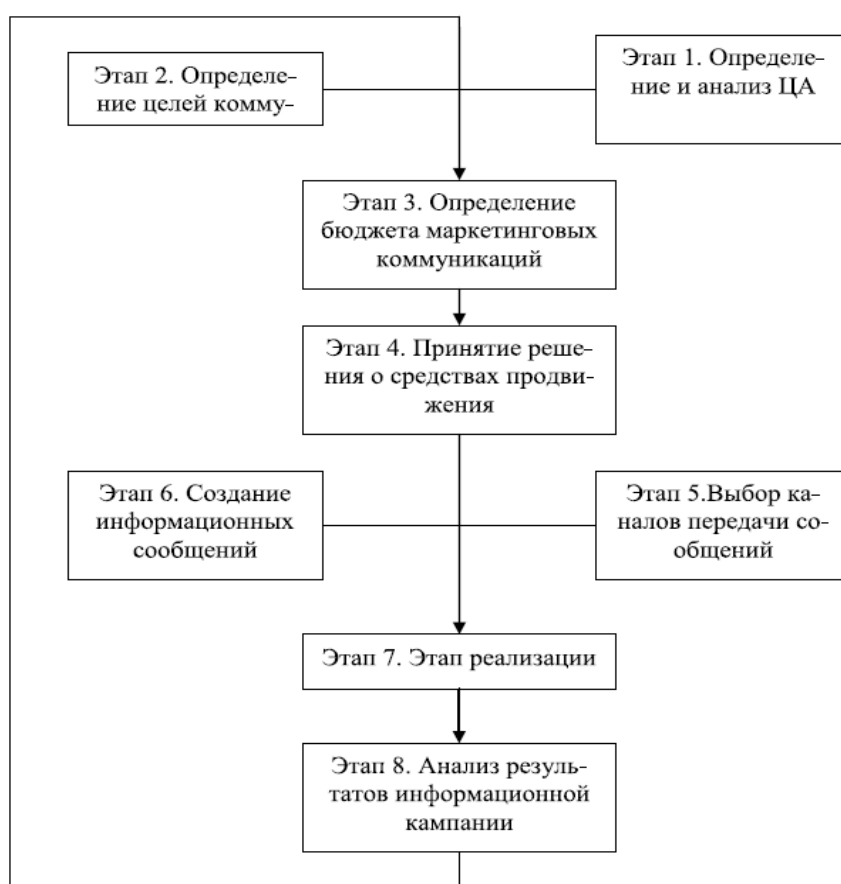 Этап 2. Определе-
ние целей комму-
Этап 1. Определе-
ние и анализ ЦА
Этап 3. Определение
бюджета маркетинговых
коммуникаций
Этап 4. Принятие реше-
ния о средствах продви-
жения
Этап 6. Создание
информационных
сообщений
Этап 5.Выбор ка-
налов передачи со-
общений
Этап 7. Этап реализации
Этап 8. Анализ резуль-
татов информационной
кампании